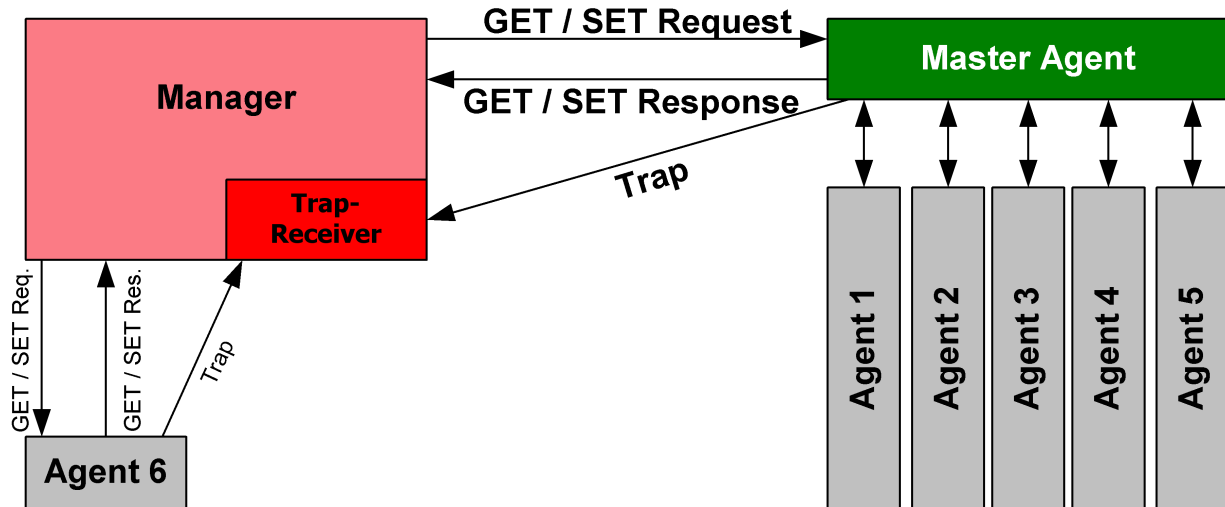 GET / SET Request
Master Agent
Manager
GET / SET Response
Trap
Trap-
Receiver
GET / SET Req.
GET / SET Res.
Trap
Agent 1
Agent 2
Agent 3
Agent 4
Agent 5
Agent 6